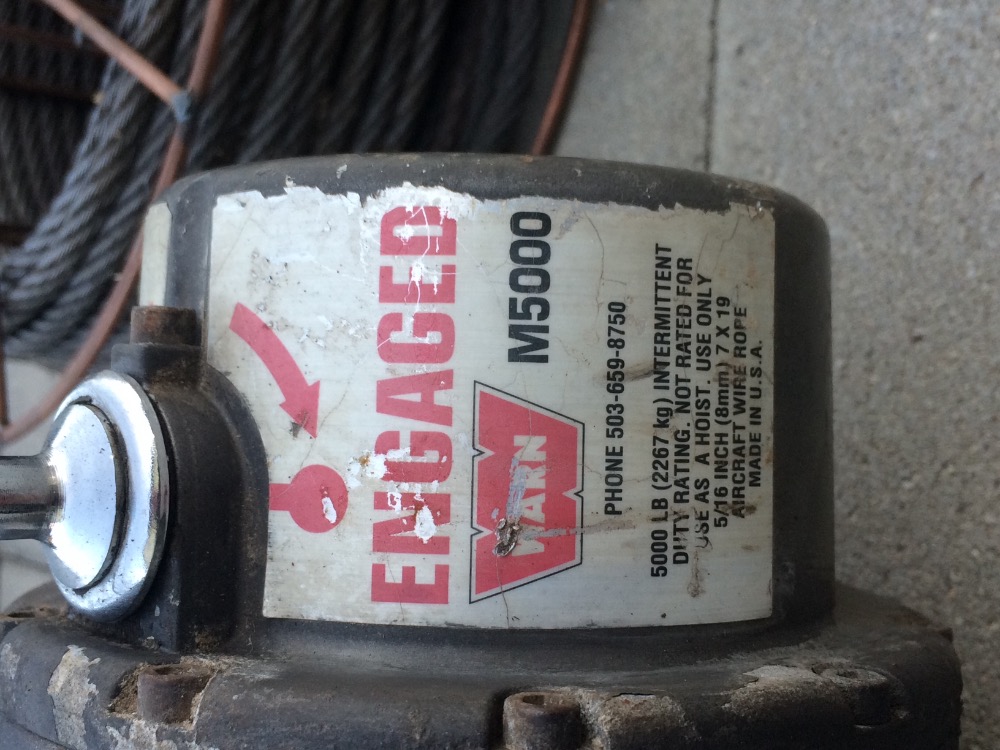 ENGAGED
WARN
M5000
PHONE 503-659-8750
5000 LB (2267 kg) INTERMITTENT
DUTY RATING. NOT RATED FOR
USE AS A HOIST. USE ONLY
5/16 INCH (8mm) 7 X 19
AIRCRAFT WIRE ROPE
MADE IN U.S.A.